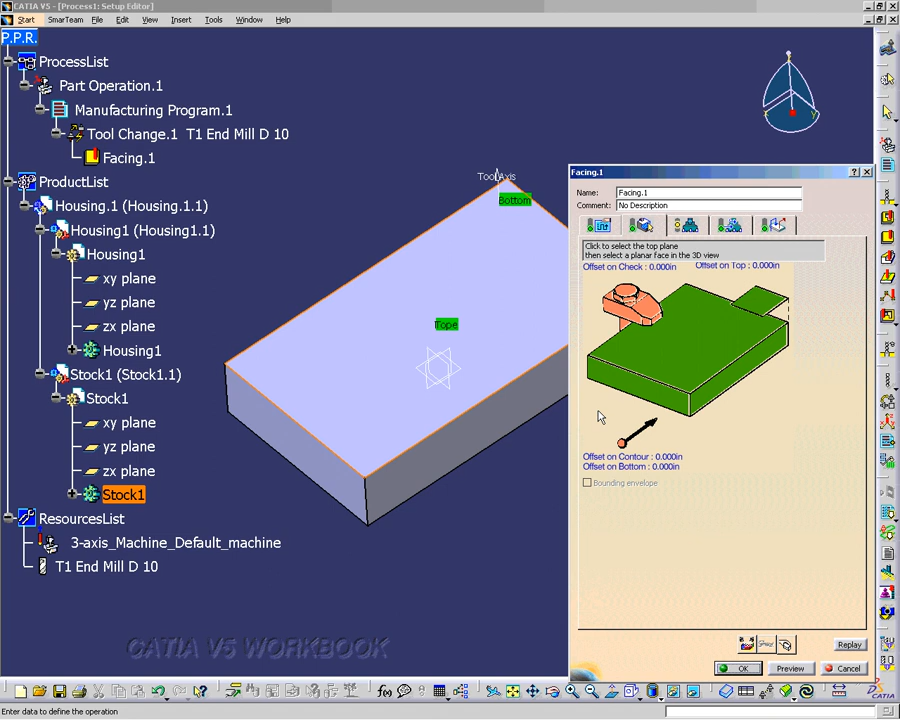 CATIA V5 - [Process1: Setup Editor]
Start SmarTeam File Edit View Insert Tools Window Help
P.P.R.
ProcessList
Part Operation.1
Manufacturing Program.1
Tool Change.1 T1 End Mill D 10
Facing.1
ProductList
Housing.1 (Housing.1.1)
Housing1 (Housing1.1)
Housing1
xy plane
yz plane
zx plane
Housing1
Stock1 (Stock1.1)
Stock1
xy plane
yz plane
zx plane
Stock1
ResourcesList
3-axis_Machine_Default_machine
T1 End Mill D 10
Tool Axis
Bottom
Tope
Facing.1
Name: Facing.1
Comment: No Description
Click to select the top plane
then select a planar face in the 3D view
Offset on Check : 0.000in Offset on Top : 0.000in
Offset on Contour : 0.000in
Offset on Bottom : 0.000in
Bounding envelope
Replay
OK Preview Cancel
CATIA V5 WORKBOOK
f(x)
CATIA
Enter data to define the operation